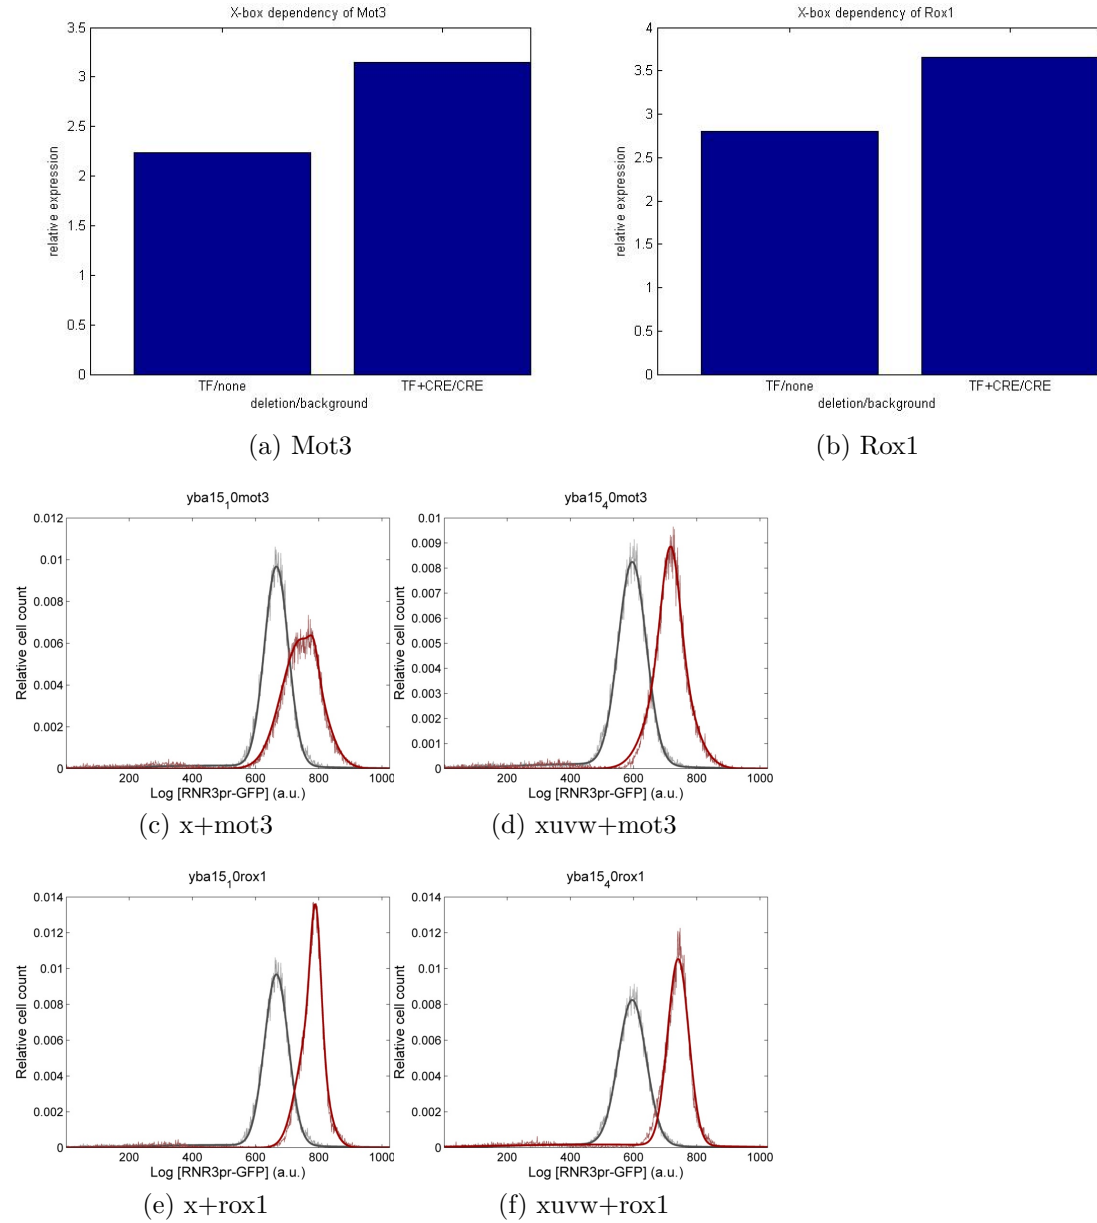 X-box dependency of Mot3
3.5
3
2.5
2
1.5
1
0.5
0
relative expression
TF/none
TF+CRE/CRE
deletion/background
(a) Mot3
X-box dependency of Rox1
4
3.5
3
2.5
2
1.5
1
0.5
0
relative expression
TF/none
TF+CRE/CRE
deletion/background
(b) Rox1
yba15₁0mot3
0.012
0.01
0.008
0.006
0.004
0.002
0
Relative cell count
200 400 600 800 1000
Log [RNR3pr-GFP] (a.u.)
(c) x+mot3
yba15₄0mot3
0.01
0.009
0.008
0.007
0.006
0.005
0.004
0.003
0.002
0.001
0
Relative cell count
200 400 600 800 1000
Log [RNR3pr-GFP] (a.u.)
(d) xuvw+mot3
yba15₁0rox1
0.014
0.012
0.01
0.008
0.006
0.004
0.002
0
Relative cell count
200 400 600 800 1000
Log [RNR3pr-GFP] (a.u.)
(e) x+rox1
yba15₄0rox1
0.014
0.012
0.01
0.008
0.006
0.004
0.002
0
Relative cell count
200 400 600 800 1000
Log [RNR3pr-GFP] (a.u.)
(f) xuvw+rox1